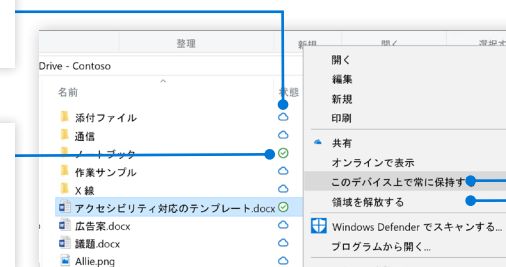 整理
新規
開く
選択
Drive - Contoso
名前
状態
添付ファイル
通信
ノートブック
作業サンプル
X 線
アクセシビリティ対応のテンプレート.docx
広告案.docx
議題.docx
Allie.png
開く
編集
新規
印刷
共有
オンラインで表示
このデバイス上で常に保持す
領域を解放する
Windows Defender でスキャンする...
プログラムから開く...